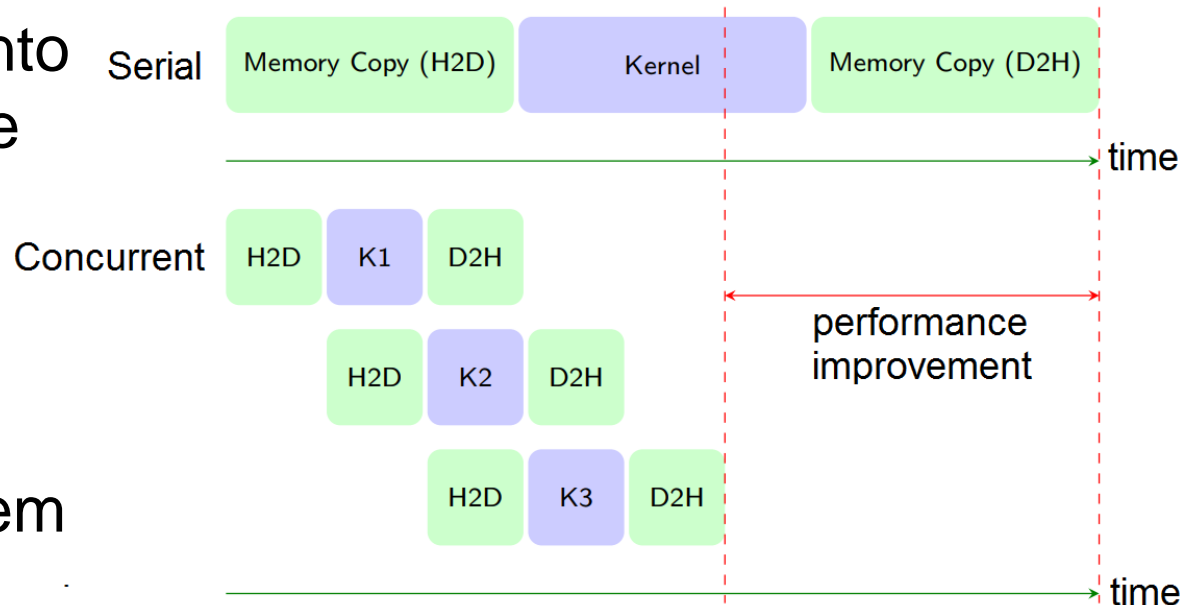 nto
e
Serial
Memory Copy (H2D)
Kernel
Memory Copy (D2H)
time
Concurrent
H2D
K1
D2H
performance
improvement
H2D
K2
D2H
H2D
K3
D2H
em
time